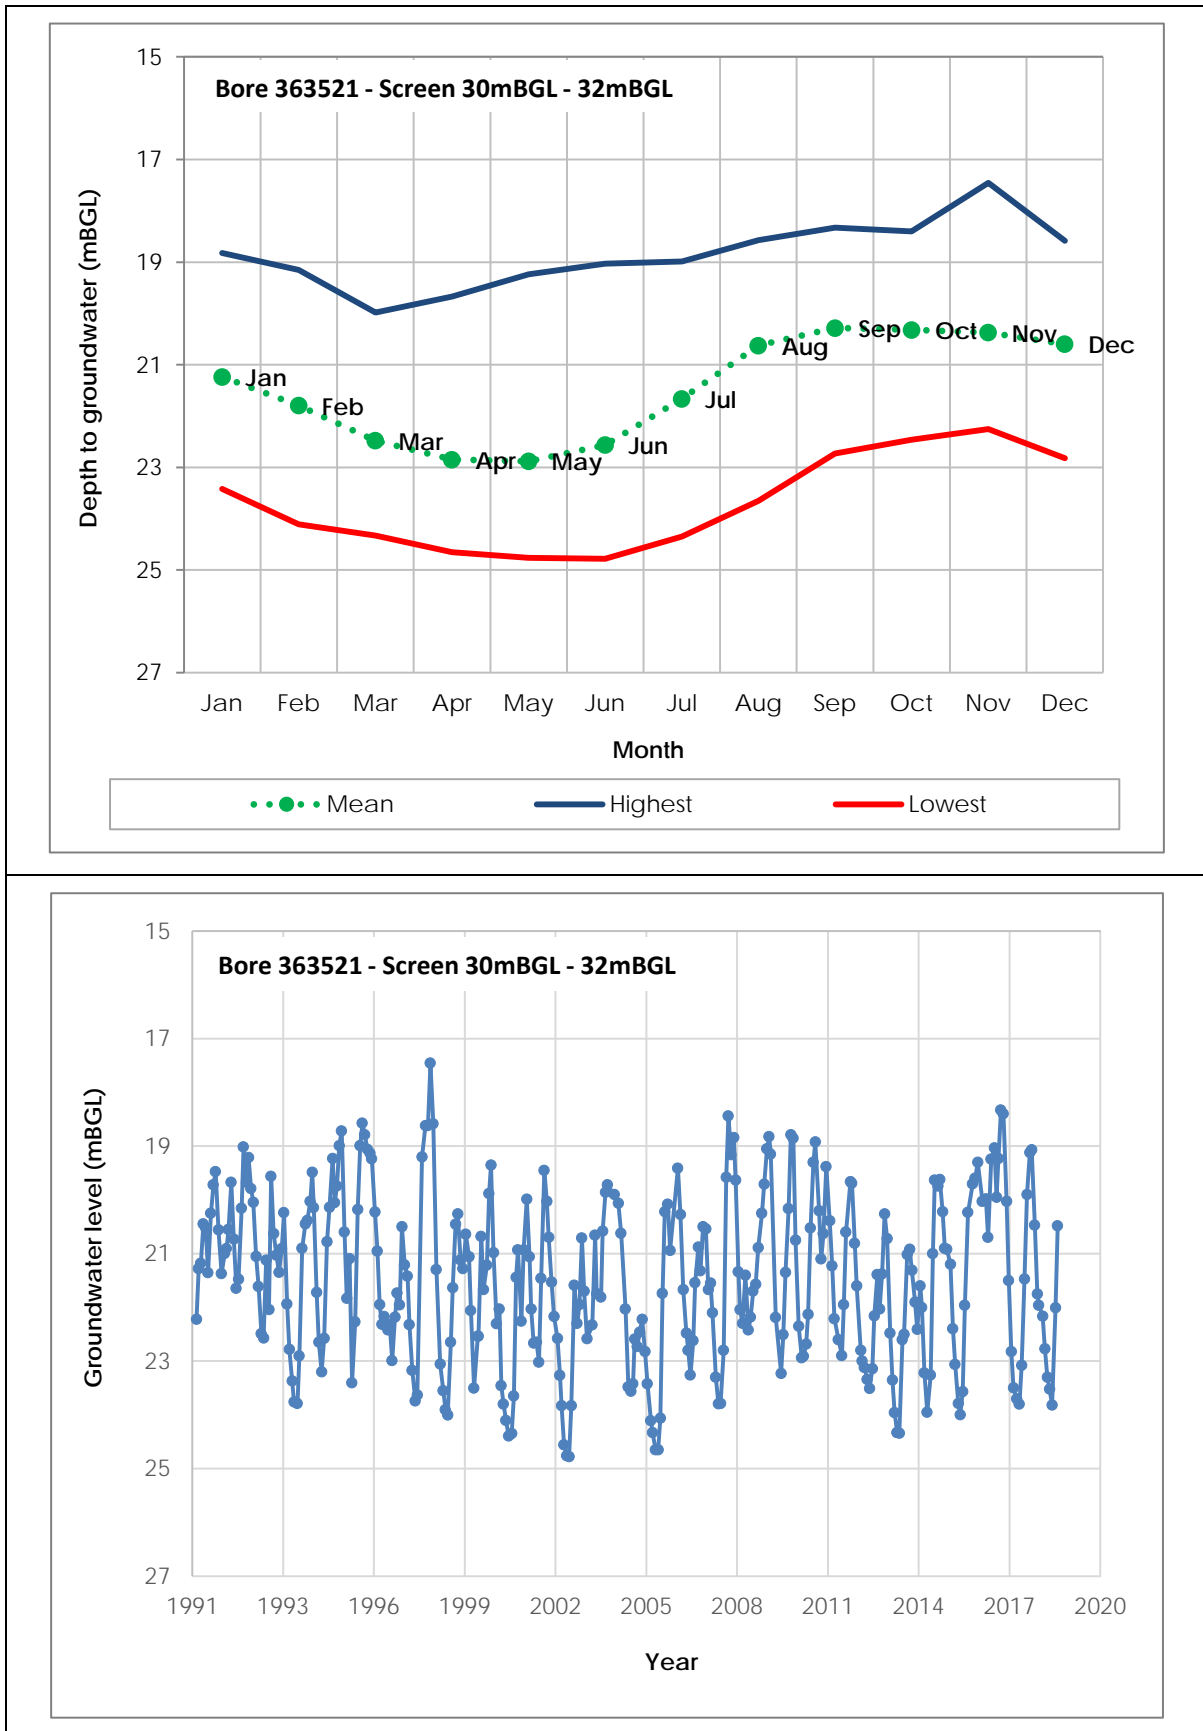 Bore 363521 - Screen 30mBGL - 32mBGL
Depth to groundwater (mBGL)
15
17
19
21
23
25
27
Jan
Feb
Mar
Apr
May
Jun
Jul
Aug
Sep
Oct
Nov
Dec
Jan Feb Mar Apr May Jun Jul Aug Sep Oct Nov Dec
Month
Mean Highest Lowest
Bore 363521 - Screen 30mBGL - 32mBGL
Groundwater level (mBGL)
15
17
19
21
23
25
27
1991 1993 1996 1999 2002 2005 2008 2011 2014 2017 2020
Year